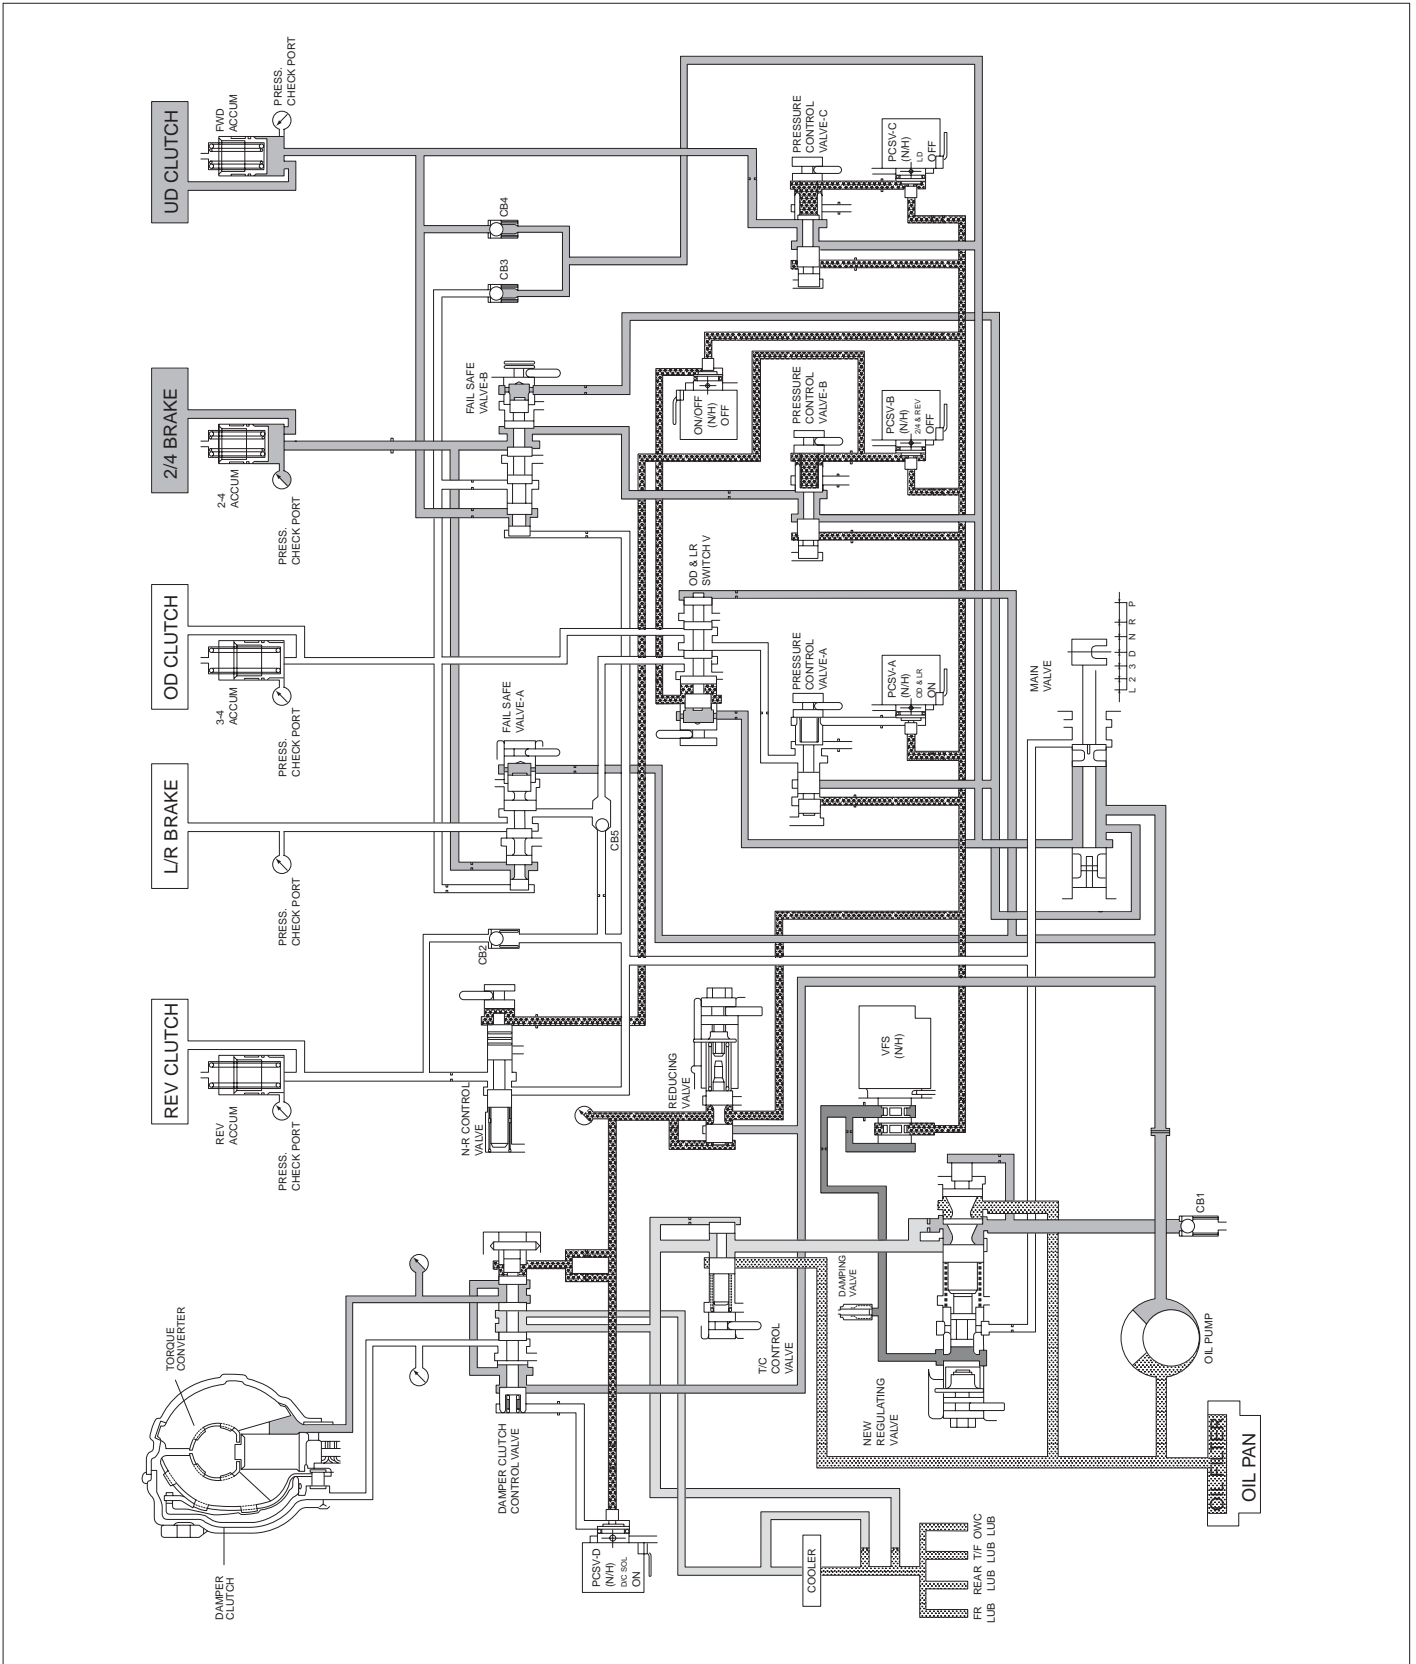 UD CLUTCH
FWD
ACCUM
PRESS.
CHECK PORT
2/4 BRAKE
2-4
ACCUM
PRESS.
CHECK PORT
OD CLUTCH
3-4
ACCUM
PRESS.
CHECK PORT
L/R BRAKE
PRESS.
CHECK PORT
REV CLUTCH
REV
ACCUM
PRESS.
CHECK PORT
TORQUE
CONVERTER
DAMPER
CLUTCH
CB4
CB3
FAIL SAFE
VALVE-B
FAIL SAFE
VALVE-A
CB5
CB2
N-R CONTROL
VALVE
DAMPER CLUTCH
CONTROL VALVE
PCSV-D
(N/H)
D/C SOL
ON
PRESSURE
CONTROL
VALVE-C
PCSV-C
(N/H)
LD
OFF
ON/OFF
(N/H)
OFF
PRESSURE
CONTROL
VALVE-B
PCSV-B
(N/H)
2/4 & REV
OFF
OD & LR
SWITCH V
PRESSURE
CONTROL
VALVE-A
PCSV-A
(N/H)
OD & LR
ON
REDUCING
VALVE
VFS
(N/H)
T/C
CONTROL
VALVE
DAMPING
VALVE
NEW
REGULATING
VALVE
MAIN
VALVE
L 2 3 D N R P
CB1
OIL PUMP
OIL FILTER
OIL PAN
COOLER
FR REAR T/F OWC
LUB LUB LUB LUB